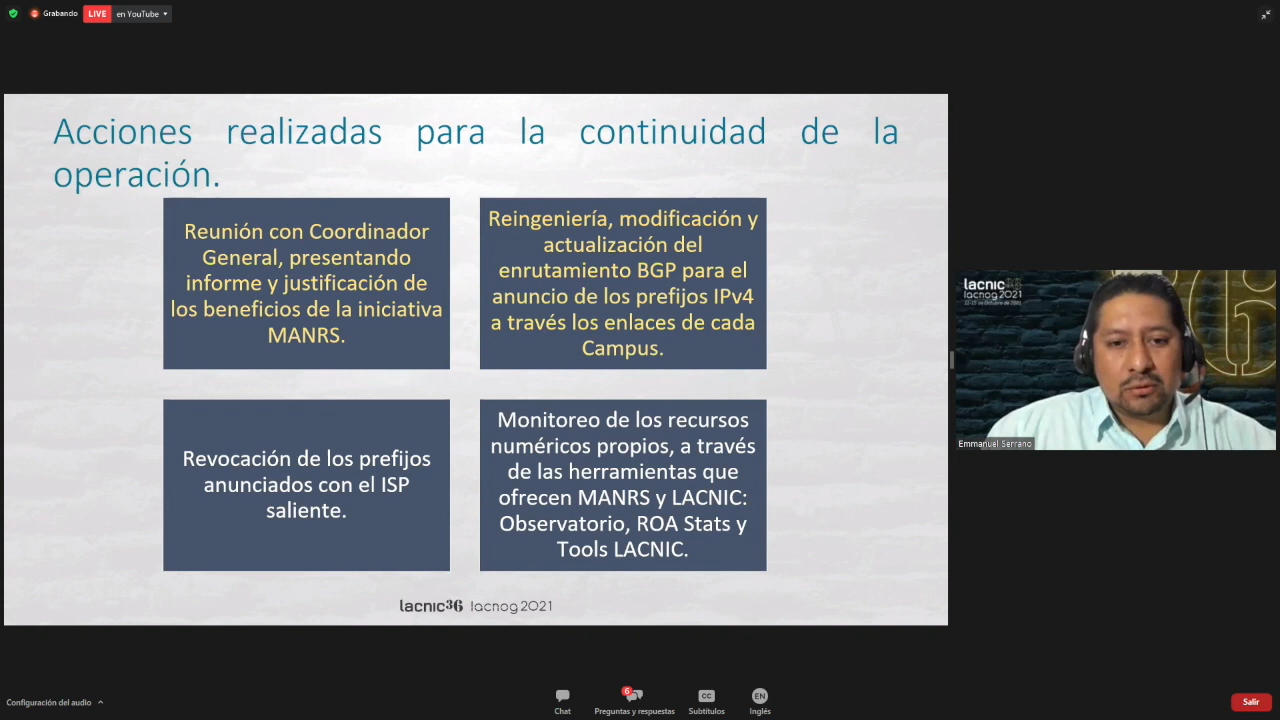 Grabando
LIVE
en YouTube
Acciones realizadas para la continuidad de la
operación.
Reunión con Coordinador
General, presentando
informe y justificación de
los beneficios de la iniciativa
MANRS.
Reingeniería, modificación y
actualización del
enrutamiento BGP para el
anuncio de los prefijos IPv4
a través los enlaces de cada
Campus.
Revocación de los prefijos
anunciados con el ISP
saliente.
Monitoreo de los recursos
numéricos propios, a través
de las herramientas que
ofrecen MANRS y LACNIC:
Observatorio, ROA Stats y
Tools LACNIC.
lacnic36 lacnog2021
lacnic36
lacnog2021
Emmanuel Serrano
Configuración del audio
Chat
6
Preguntas y respuestas
CC
Subtítulos
EN
Inglés
Salir